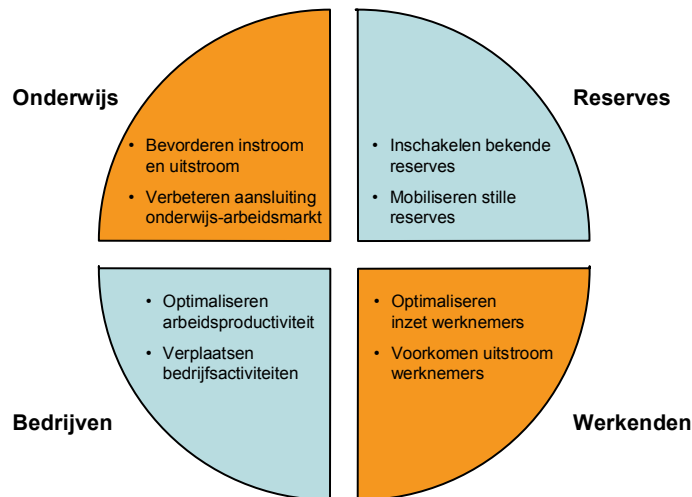 Onderwijs
• Bevorderen instroom
en uitstroom
• Verbeteren aansluiting
onderwijs-arbeidsmarkt
Reserves
• Inschakelen bekende
reserves
• Mobiliseren stille
reserves
• Optimaliseren
arbeidsproductiviteit
• Verplaatsen
bedrijfsactiviteiten
Bedrijven
• Optimaliseren
inzet werknemers
• Voorkomen uitstroom
werknemers
Werkenden